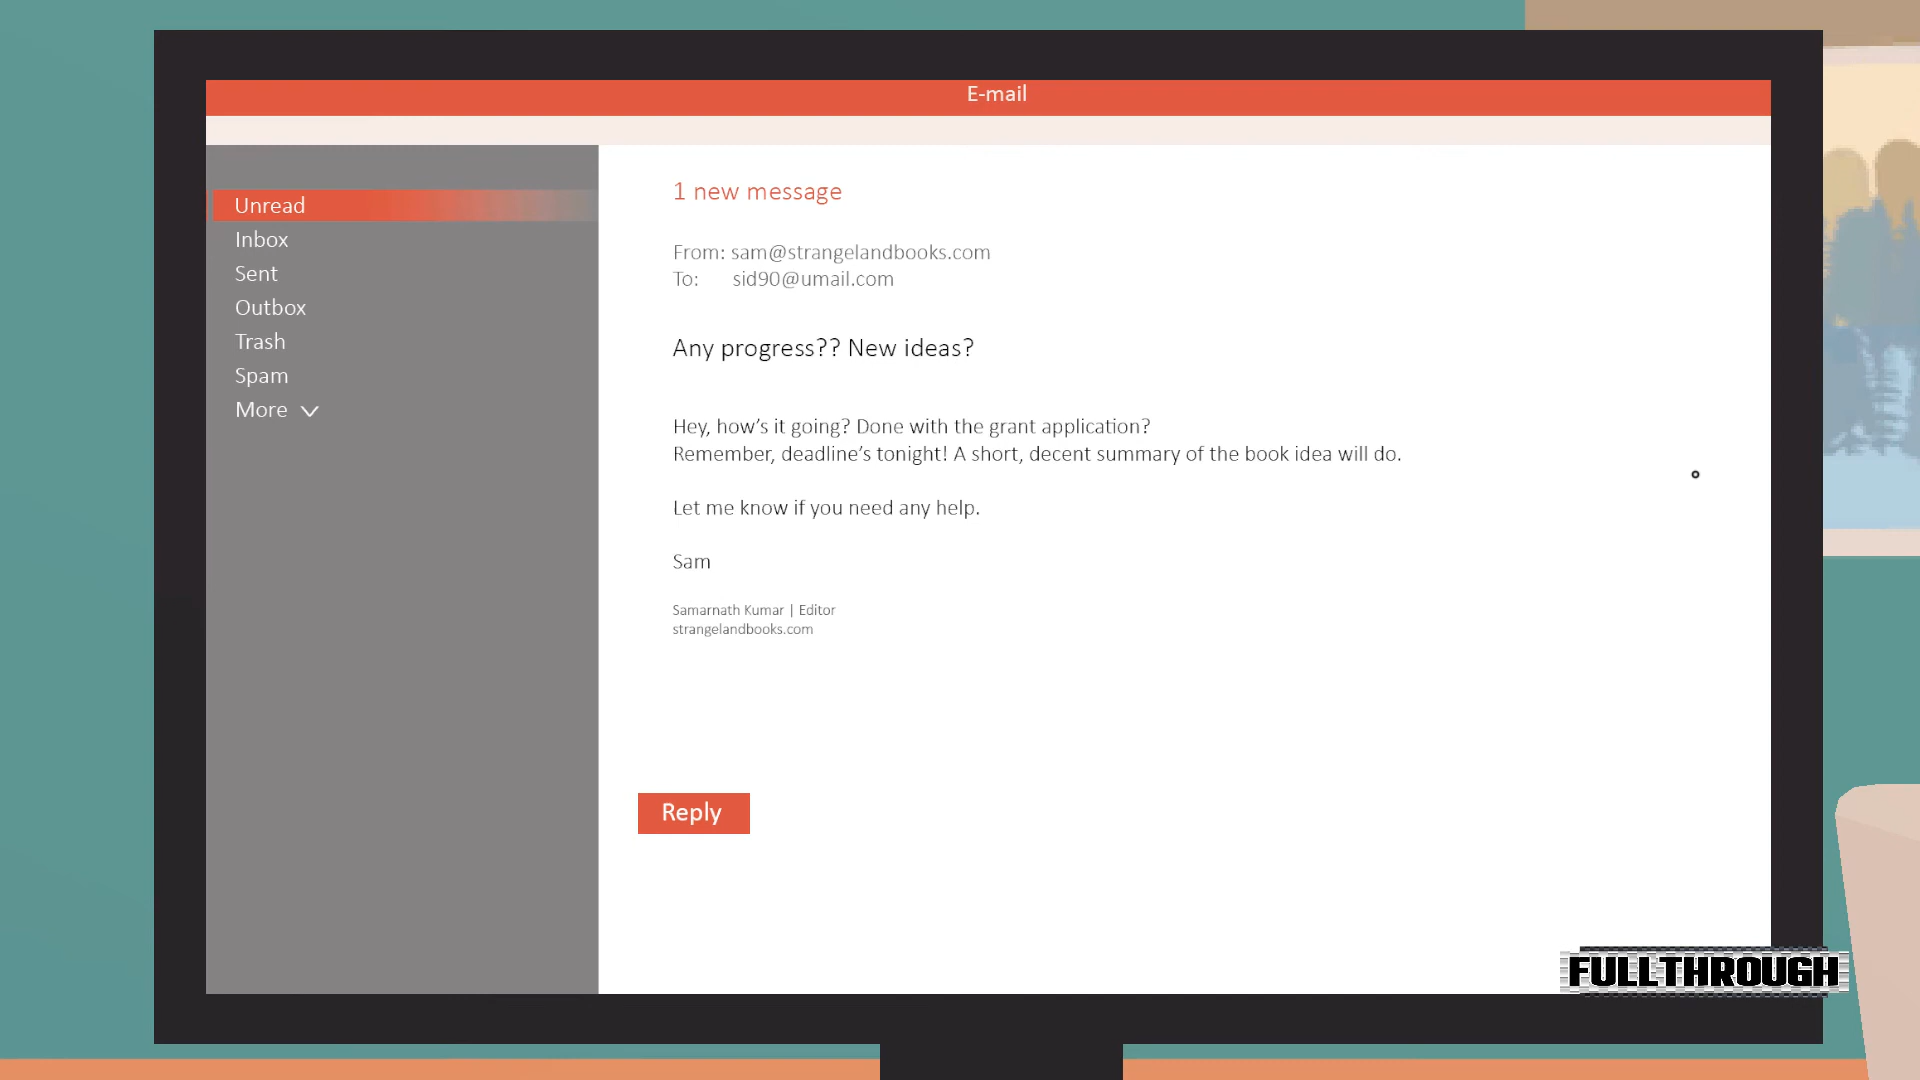 E-mail
Unread
Inbox
Sent
Outbox
Trash
Spam
More
1 new message
From: sam@strangelandbooks.com
To: sid90@umail.com
Any progress?? New ideas?
Hey, how's it going? Done with the grant application?
Remember, deadline's tonight! A short, decent summary of the book idea will do.
Let me know if you need any help.
Sam
Samarnath Kumar | Editor
strangelandbooks.com
Reply
FULLTHROUGH